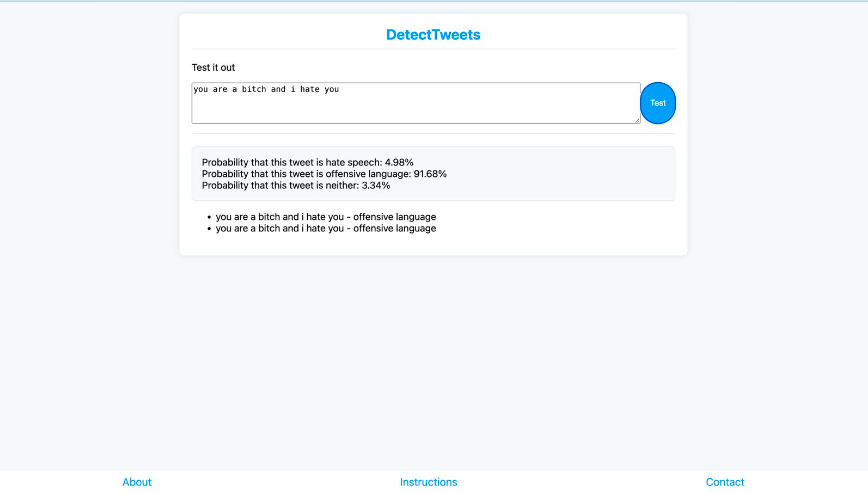 DetectTweets
Test it out
you are a bitch and i hate you
Test
Probability that this tweet is hate speech: 4.98%
Probability that this tweet is offensive language: 91.68%
Probability that this tweet is neither: 3.34%
• you are a bitch and i hate you - offensive language
• you are a bitch and i hate you - offensive language
About
Instructions
Contact